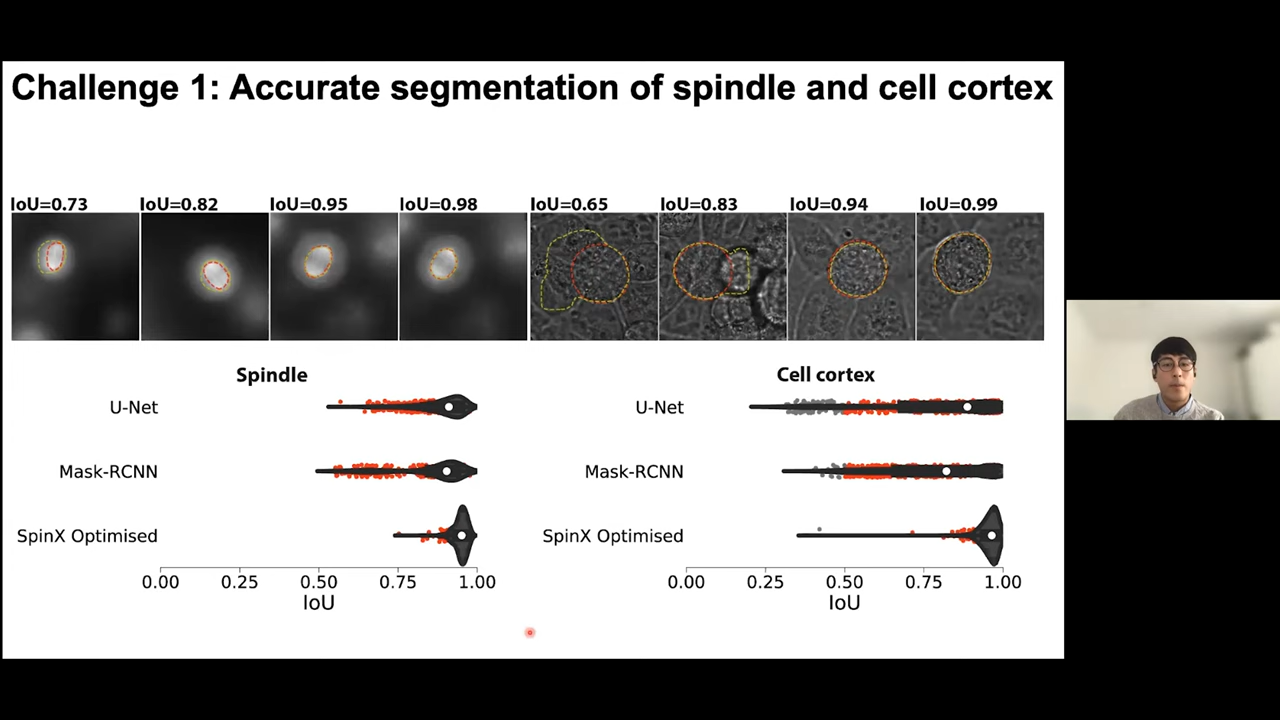 Challenge 1: Accurate segmentation of spindle and cell cortex
IoU=0.73 IoU=0.82 IoU=0.95 IoU=0.98 IoU=0.65 IoU=0.83 IoU=0.94 IoU=0.99
Spindle
U-Net
Mask-RCNN
SpinX Optimised
0.00 0.25 0.50 0.75 1.00
IoU
Cell cortex
U-Net
Mask-RCNN
SpinX Optimised
0.00 0.25 0.50 0.75 1.00
IoU